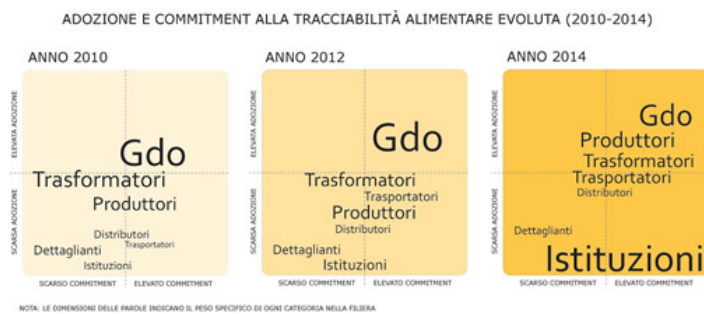 ADOZIONE E COMMITMENT ALLA TRACCIABILITÀ ALIMENTARE EVOLUTA (2010-2014)
ANNO 2010
ELEVATA ADOZIONE
SCARSA ADOZIONE
Gdo
Trasformatori
Produttori
Distributori
Trasportatori
Dettaglianti
Istituzioni
SCARSO COMMITMENT
ELEVATO COMMITMENT
ANNO 2012
ELEVATA ADOZIONE
SCARSA ADOZIONE
Gdo
Trasformatori
Trasportatori
Produttori
Distributori
Dettaglianti
Istituzioni
SCARSO COMMITMENT
ELEVATO COMMITMENT
ANNO 2014
ELEVATA ADOZIONE
SCARSA ADOZIONE
Gdo
Produttori
Trasformatori
Trasportatori
Distributori
Dettaglianti
Istituzioni
SCARSO COMMITMENT
ELEVATO COMMITMENT
NOTA: LE DIMENSIONI DELLE PAROLE INDICANO IL PESO SPECIFICO DI OGNI CATEGORIA NELLA FILIERA